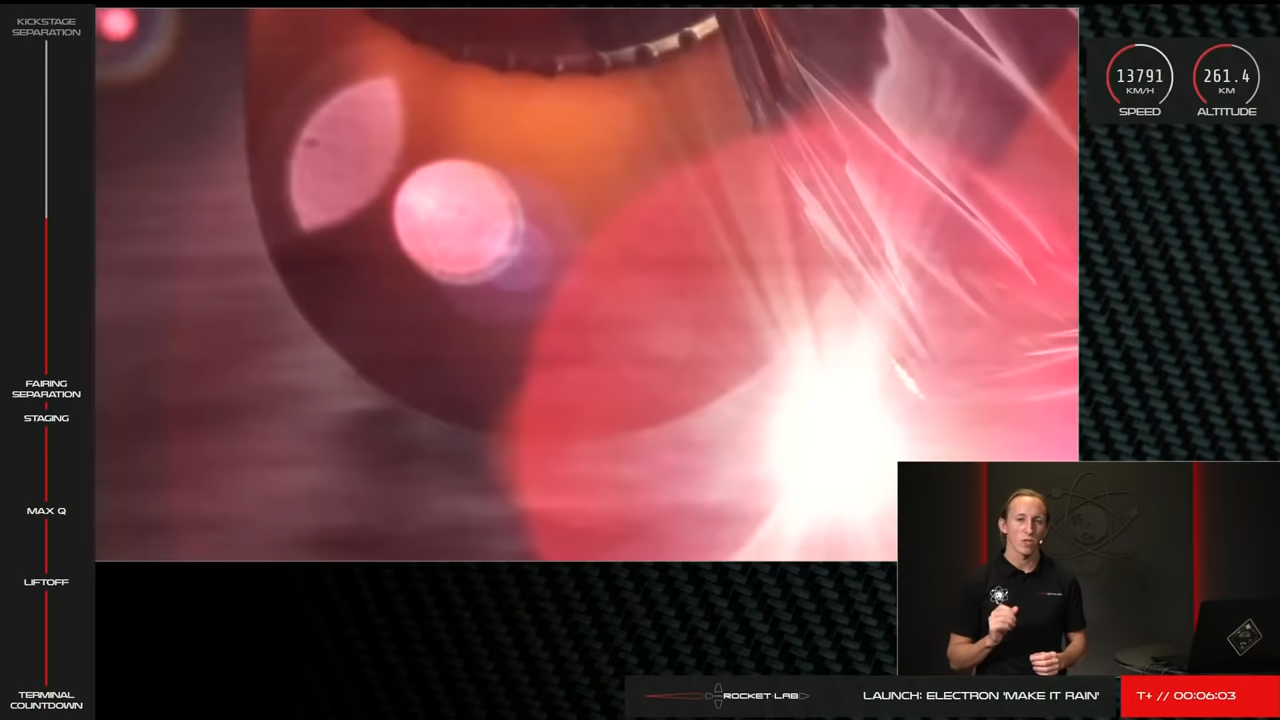 KICKSTAGE
SEPARATION
FAIRING
SEPARATION
STAGING
MAX Q
LIFTOFF
TERMINAL
COUNTDOWN
13791
KM/H
SPEED
261.4
KM
ALTITUDE
ROCKET LAB
LAUNCH: ELECTRON 'MAKE IT RAIN'
T+ // 00:06:03